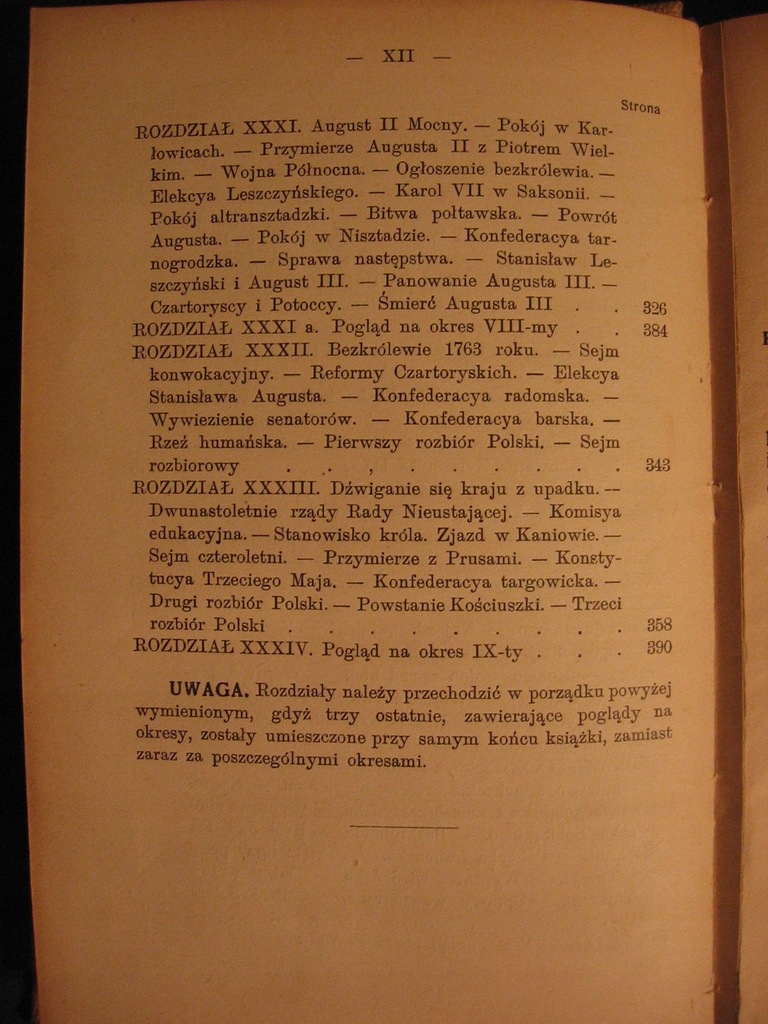 — XII —
Strona
ROZDZIAŁ XXXI. August II Mocny. — Pokój w Kar-
łowicach. — Przymierze Augusta II z Piotrem Wiel-
kim. — Wojna Północna. — Ogłoszenie bezkrólewia. —
Elekcya Leszczyńskiego. — Karol VII w Saksonii. —
Pokój altransztadzki. — Bitwa połtawska. — Powrót
Augusta. — Pokój w Nisztadzie. — Konfederacya tar-
nogrodzka. — Sprawa następstwa. — Stanisław Le-
szczyński i August III. — Panowanie Augusta III. —
Czartoryscy i Potoccy. — Śmierć Augusta III . . 326
ROZDZIAŁ XXXI a. Pogląd na okres VIII-my . . 384
ROZDZIAŁ XXXII. Bezkrólewie 1763 roku. — Sejm
konwokacyjny. — Reformy Czartoryskich. — Elekcya
Stanisława Augusta. — Konfederacya radomska. —
Wywiezienie senatorów. — Konfederacya barska. —
Rzeź humańska. — Pierwszy rozbiór Polski. — Sejm
rozbiorowy . . , . . . . . . 343
ROZDZIAŁ XXXIII. Dźwiganie się kraju z upadku. —
Dwunastoletnie rządy Rady Nieustającej. — Komisya
edukacyjna. — Stanowisko króla. Zjazd w Kaniowie. —
Sejm czteroletni. — Przymierze z Prusami. — Konsty-
tucya Trzeciego Maja. — Konfederacya targowicka. —
Drugi rozbiór Polski. — Powstanie Kościuszki. — Trzeci
rozbiór Polski . . . . . . . . . 358
ROZDZIAŁ XXXIV. Pogląd na okres IX-ty . . . 390
UWAGA. Rozdziały należy przechodzić w porządku powyżej
wymienionym, gdyż trzy ostatnie, zawierające poglądy na
okresy, zostały umieszczone przy samym końcu książki, zamiast
zaraz za poszczególnymi okresami.